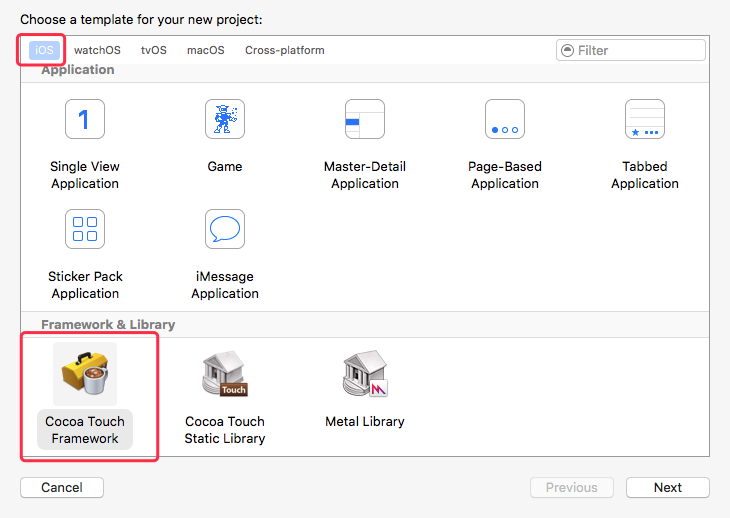 Choose a template for your new project:
iOS watchOS tvOS macOS Cross-platform Filter
Application
1
Single View Application
Game
Master-Detail Application
Page-Based Application
Tabbed Application
Sticker Pack Application
iMessage Application
Framework & Library
Touch
Cocoa Touch Framework
Cocoa Touch Static Library
Metal Library
Cancel Previous Next